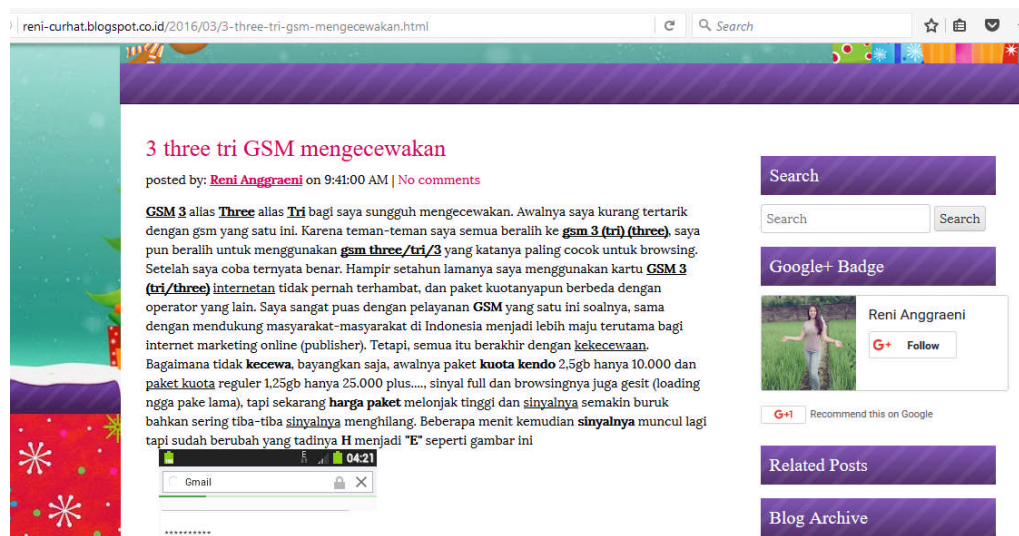 reni-curhat.blogspot.co.id/2016/03/3-three-tri-gsm-mengecewakan.html
Search
3 three tri GSM mengecewakan
posted by: Reni Anggraeni on 9:41:00 AM | No comments
GSM 3 alias Three alias Tri bagi saya sungguh mengecewakan. Awalnya saya kurang tertarik
dengan gsm yang satu ini. Karena teman-teman saya semua beralih ke gsm 3 (tri) (three), saya
pun beralih untuk menggunakan gsm three/tri/3 yang katanya paling cocok untuk browsing.
Setelah saya coba ternyata benar. Hampir setahun lamanya saya menggunakan kartu GSM 3
(tri/three) internetan tidak pernah terhambat, dan paket kuotanyapun berbeda dengan
operator yang lain. Saya sangat puas dengan pelayanan GSM yang satu ini soalnya, sama
dengan mendukung masyarakat-masyarakat di Indonesia menjadi lebih maju terutama bagi
internet marketing online (publisher). Tetapi, semua itu berakhir dengan kekecewaan.
Bagaimana tidak kecewa, bayangkan saja, awalnya paket kuota kendo 2,5gb hanya 10.000 dan
paket kuota reguler 1,25gb hanya 25.000 plus...., sinyal full dan browsingnya juga gesit (loading
ngga pake lama), tapi sekarang harga paket melonjak tinggi dan sinyalnya semakin buruk
bahkan sering tiba-tiba sinyalnya menghilang. Beberapa menit kemudian sinyalnya muncul lagi
tapi sudah berubah yang tadinya H menjadi "E" seperti gambar ini
E 04:21
Gmail
**********
Search
Search
Search
Google+ Badge
Reni Anggraeni
G+ Follow
G+1 Recommend this on Google
Related Posts
Blog Archive